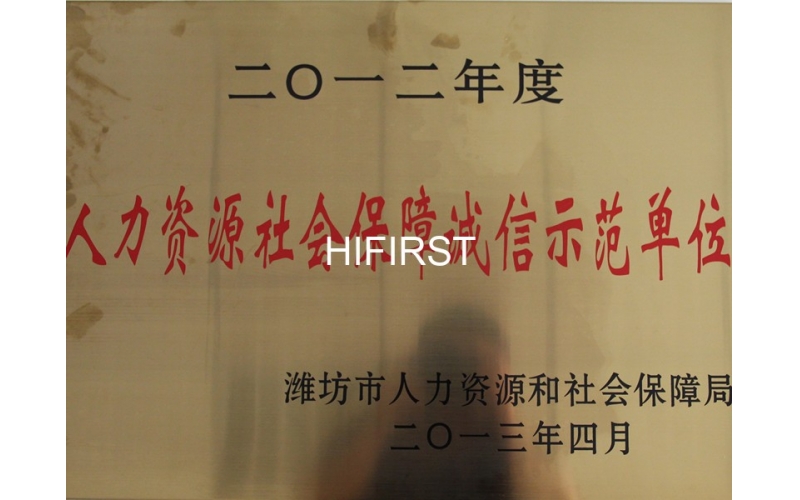 二〇一二年度
人力资源社会保障诚信示范单位
HIFIRST
潍坊市人力资源和社会保障局
二〇一三年四月